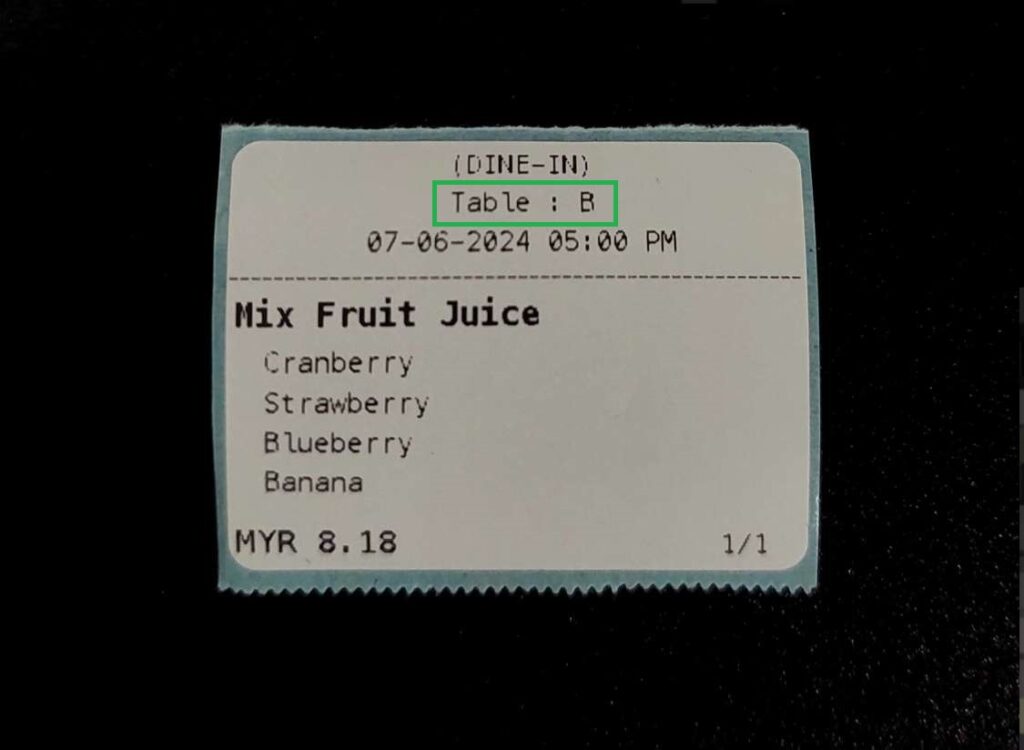 (DINE-IN)
Table : B
07-06-2024 05:00 PM
Mix Fruit Juice
Cranberry
Strawberry
Blueberry
Banana
MYR 8.18
1/1